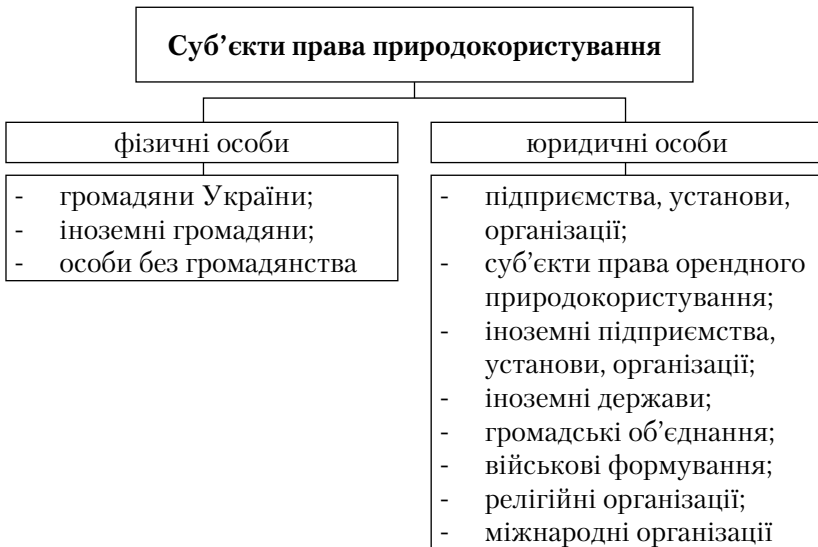 Суб’єкти права природокористування
фізичні особи
- громадяни України;
- іноземні громадяни;
- особи без громадянства
юридичні особи
- підприємства, установи,
організації;
- суб’єкти права орендного
природокористування;
- іноземні підприємства,
установи, організації;
- іноземні держави;
- громадські об’єднання;
- військові формування;
- релігійні організації;
- міжнародні організації